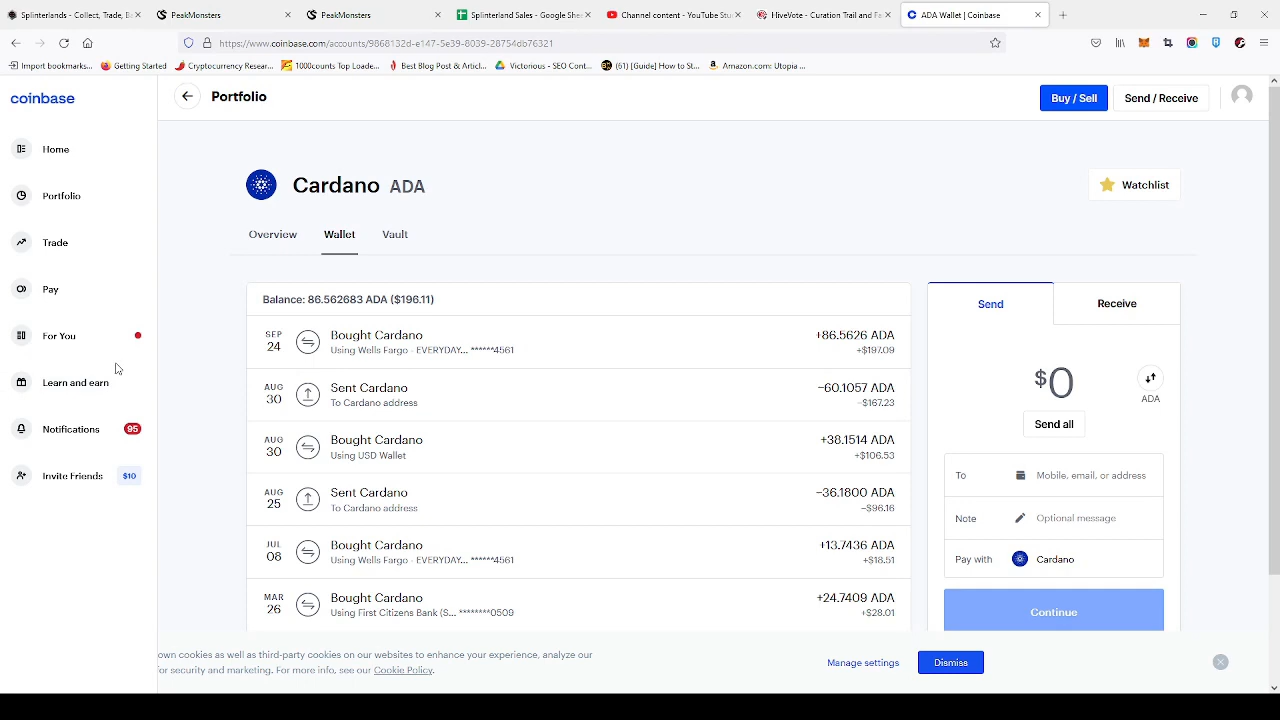 Splinterlands - Collect, Trade, Ba
PeakMonsters
PeakMonsters
Splinterland Sales - Google Shee
Channel content - YouTube Stu
HiveVote - Curation Trail and Fa
ADA Wallet | Coinbase
https://www.coinbase.com/accounts/9868132d-e147-5e39-8039-28754db76321
Import bookmarks...
Getting Started
Cryptocurrency Resear...
1000counts Top Loade...
Best Blog Post & Articl...
Victorious - SEO Cont...
(61) [Guide] How to St...
Amazon.com: Utopia ...
coinbase
Portfolio
Buy / Sell
Send / Receive
Home
Portfolio
Trade
Pay
For You
Learn and earn
Notifications 95
Invite Friends $10
Cardano ADA
Watchlist
Overview Wallet Vault
Balance: 86.562683 ADA ($196.11)
SEP 24
Bought Cardano +86.5626 ADA
Using Wells Fargo - EVERYDAY... ******4561 +$197.09
AUG 30
Sent Cardano −60.1057 ADA
To Cardano address −$167.23
AUG 30
Bought Cardano +38.1514 ADA
Using USD Wallet +$106.53
AUG 25
Sent Cardano −36.1800 ADA
To Cardano address −$96.16
JUL 08
Bought Cardano +13.7436 ADA
Using Wells Fargo - EVERYDAY... ******4561 +$18.51
MAR 26
Bought Cardano +24.7409 ADA
Using First Citizens Bank (S... ********0509 +$28.01
Send Receive
$0
ADA
Send all
To Mobile, email, or address
Note Optional message
Pay with Cardano
Continue
own cookies as well as third-party cookies on our websites to enhance your experience, analyze our
for security and marketing. For more info, see our Cookie Policy.
Manage settings
Dismiss